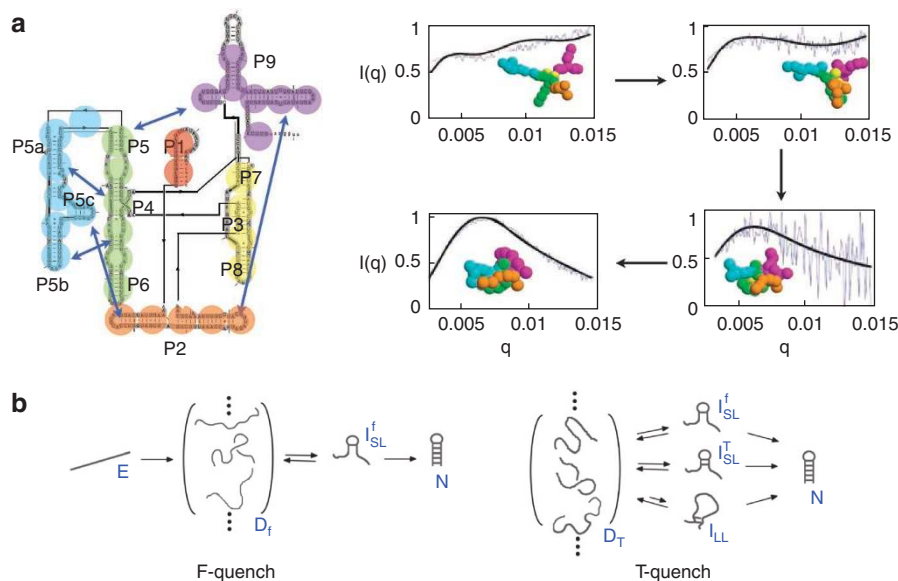 a
P9
P5a
P5
P1
P7
P5c
P4
P3
P5b
P6
P8
P2
I(q)
1
0.5
0
0.005
0.01
0.015
1
0.5
0
0.005
0.01
0.015
I(q)
1
0.5
0
0.005
0.01
0.015
q
1
0.5
0
0.005
0.01
0.015
q
b
E
D_f
I_SL^f
N
F-quench
D_T
I_SL^f
I_SL^T
I_LL
N
T-quench